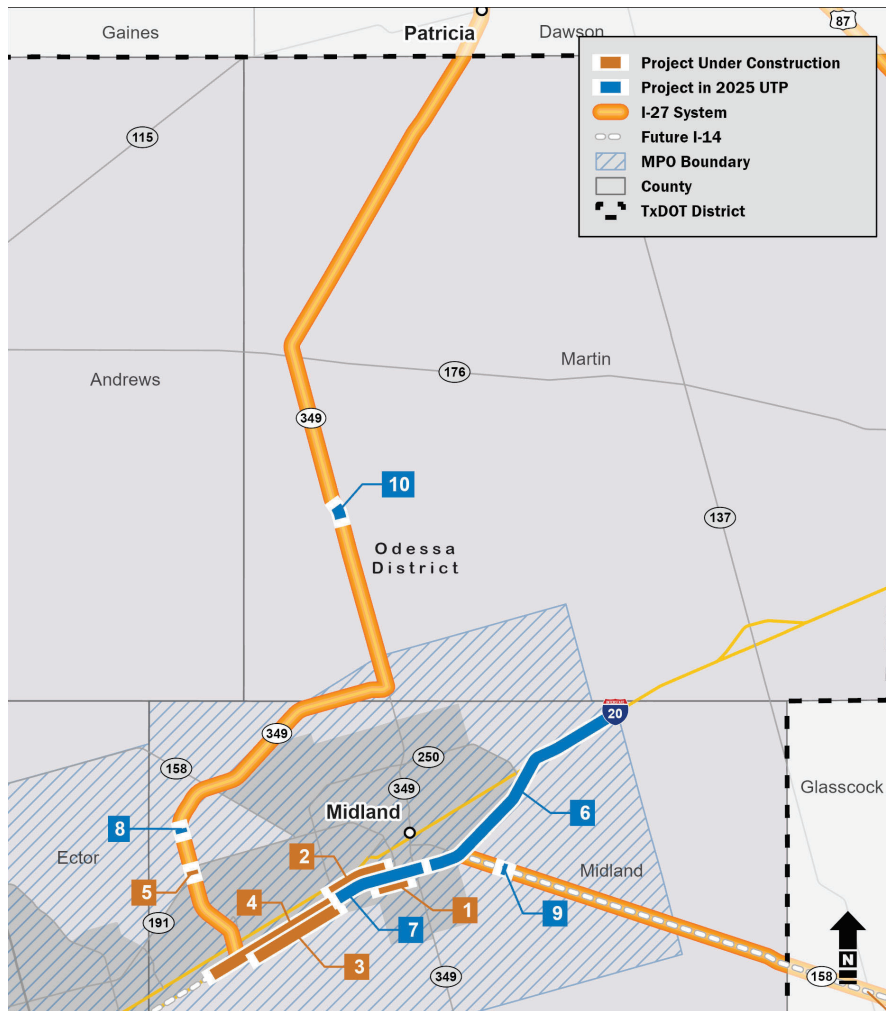 Gaines
Patricia
Dawson
87
Project Under Construction
Project in 2025 UTP
I-27 System
Future I-14
MPO Boundary
County
TxDOT District
115
Martin
Andrews
176
349
10
137
Odessa
District
20
349
250
158
349
Glasscock
Midland
6
8
Ector
2
Midland
5
1
9
4
7
191
3
349
158
N